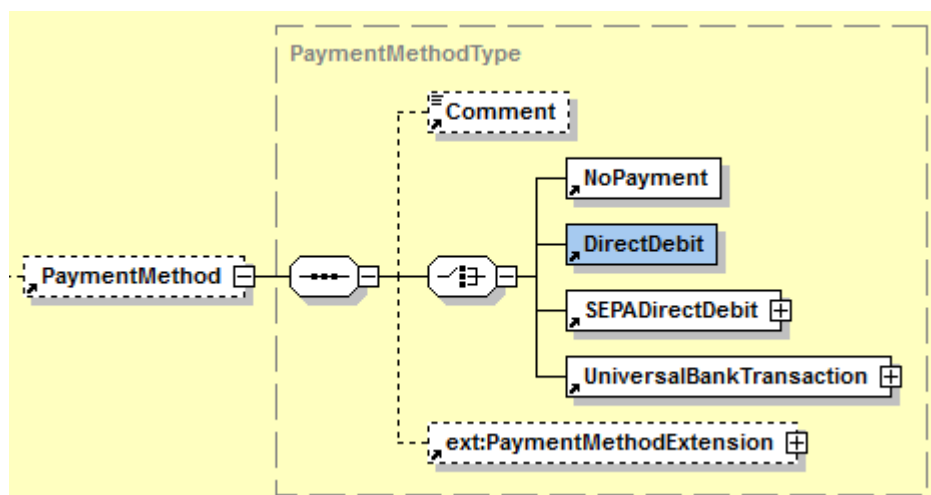 PaymentMethodType
Comment
NoPayment
DirectDebit
PaymentMethod
SEPADirectDebit
UniversalBankTransaction
ext:PaymentMethodExtension